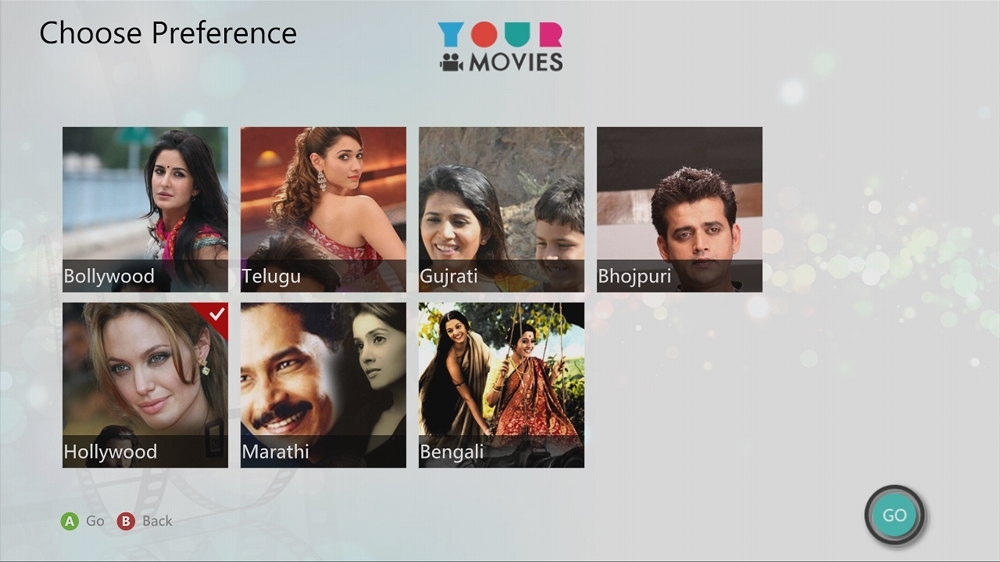 Choose Preference
YOUR
MOVIES
Bollywood
Telugu
Gujrati
Bhojpuri
Hollywood
Marathi
Bengali
A Go B Back
GO